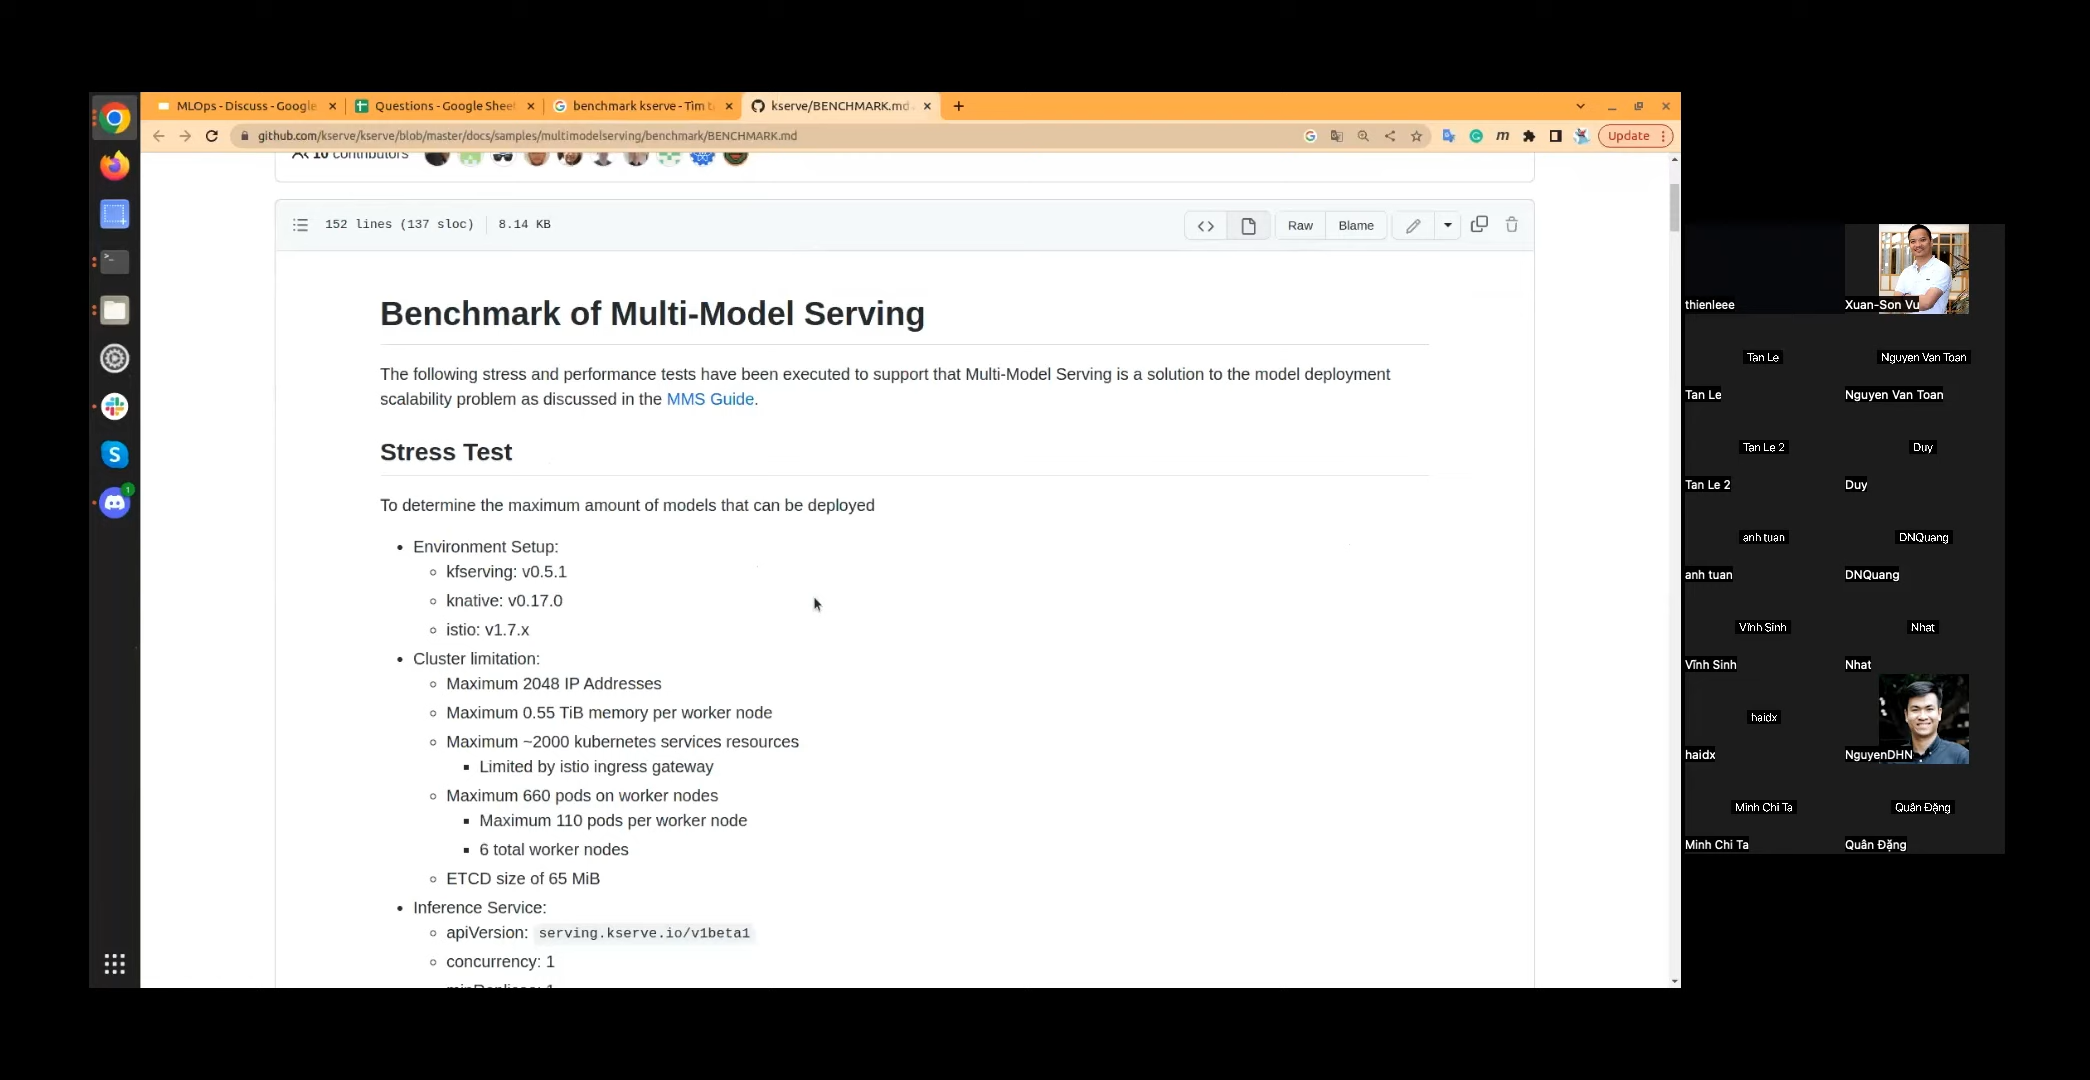 MLOps - Discuss - Google
Questions - Google Sheet
benchmark kserve - Tìm t
kserve/BENCHMARK.md
github.com/kserve/kserve/blob/master/docs/samples/multimodelserving/benchmark/BENCHMARK.md
Update
10 contributors
152 lines (137 sloc) 8.14 KB
Raw
Blame
Benchmark of Multi-Model Serving
The following stress and performance tests have been executed to support that Multi-Model Serving is a solution to the model deployment
scalability problem as discussed in the MMS Guide.
Stress Test
To determine the maximum amount of models that can be deployed
Environment Setup:
kfserving: v0.5.1
knative: v0.17.0
istio: v1.7.x
Cluster limitation:
Maximum 2048 IP Addresses
Maximum 0.55 TiB memory per worker node
Maximum ~2000 kubernetes services resources
Limited by istio ingress gateway
Maximum 660 pods on worker nodes
Maximum 110 pods per worker node
6 total worker nodes
ETCD size of 65 MiB
Inference Service:
apiVersion: serving.kserve.io/v1beta1
concurrency: 1
minReplicas: 1
thienleee
Xuan-Son Vu
Tan Le
Nguyen Van Toan
Tan Le
Nguyen Van Toan
Tan Le 2
Duy
Tan Le 2
Duy
anh tuan
DNQuang
anh tuan
DNQuang
Vĩnh Sinh
Nhat
Vĩnh Sinh
Nhat
haidx
haidx
NguyenDHN
Minh Chi Ta
Quân Đặng
Minh Chi Ta
Quân Đặng